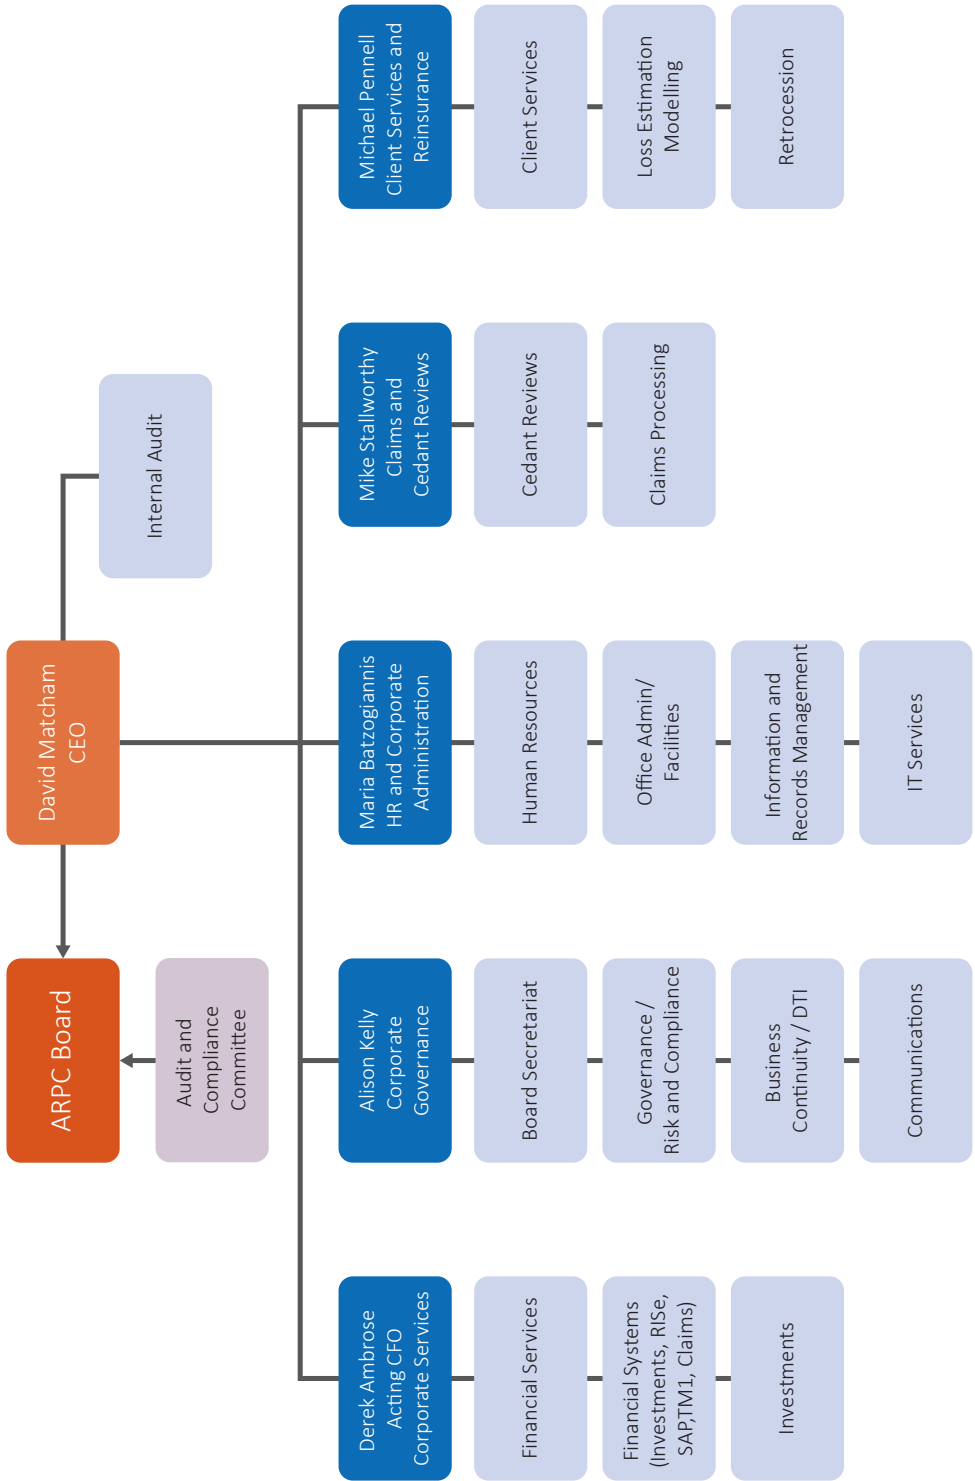 ARPC Board
David Matcham
CEO
Audit and
Compliance
Committee
Internal Audit
Derek Ambrose
Acting CFO
Corporate Services
Financial Services
Financial Systems
(Investments, RISe,
SAP,TM1, Claims)
Investments
Alison Kelly
Corporate
Governance
Board Secretariat
Governance /
Risk and Compliance
Business
Continuity / DTI
Communications
Maria Batzogiannis
HR and Corporate
Administration
Human Resources
Office Admin/
Facilities
Information and
Records Management
IT Services
Mike Stallworthy
Claims and
Cedant Reviews
Cedant Reviews
Claims Processing
Michael Pennell
Client Services and
Reinsurance
Client Services
Loss Estimation
Modelling
Retrocession